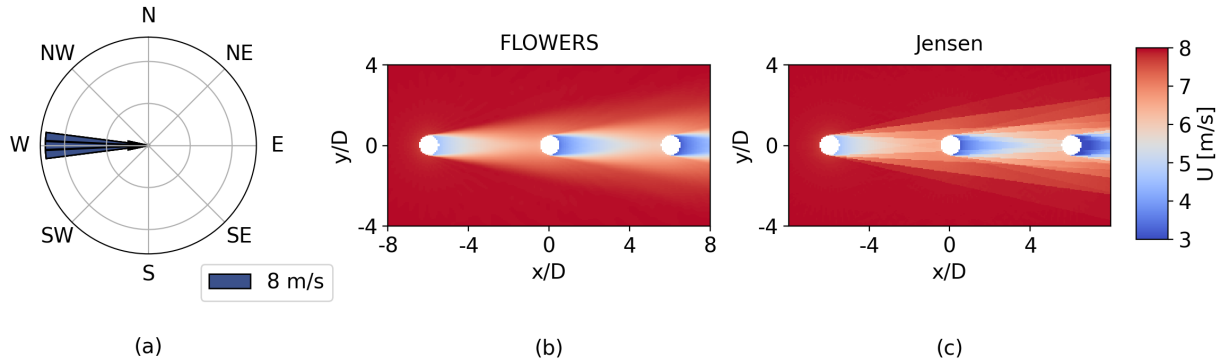 N
NW
NE
W
E
SW
SE
S
8 m/s
(a)
FLOWERS
4
0
-4
y/D
-8
-4
0
4
8
x/D
(b)
Jensen
4
0
-4
y/D
-4
0
4
x/D
(c)
8
7
6
5
4
3
U [m/s]